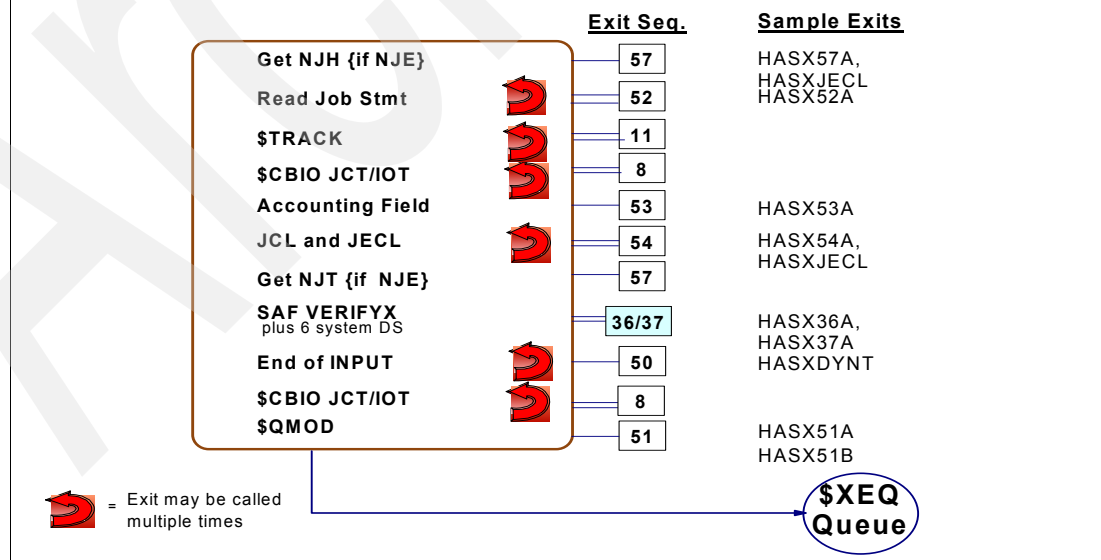 Exit Seq. Sample Exits
Get NJH {if NJE} 57 HASX57A,
HASXJECL
Read Job Stmt 52 HASX52A
$TRACK 11
$CBIO JCT/IOT 8
Accounting Field 53 HASX53A
JCL and JECL 54 HASX54A,
HASXJECL
Get NJT {if NJE} 57
SAF VERIFYX 36/37 HASX36A,
plus 6 system DS
HASX37A
End of INPUT 50 HASXDYNT
$CBIO JCT/IOT 8
$QMOD 51 HASX51A
HASX51B
= Exit may be called
multiple times
$XEQ
Queue